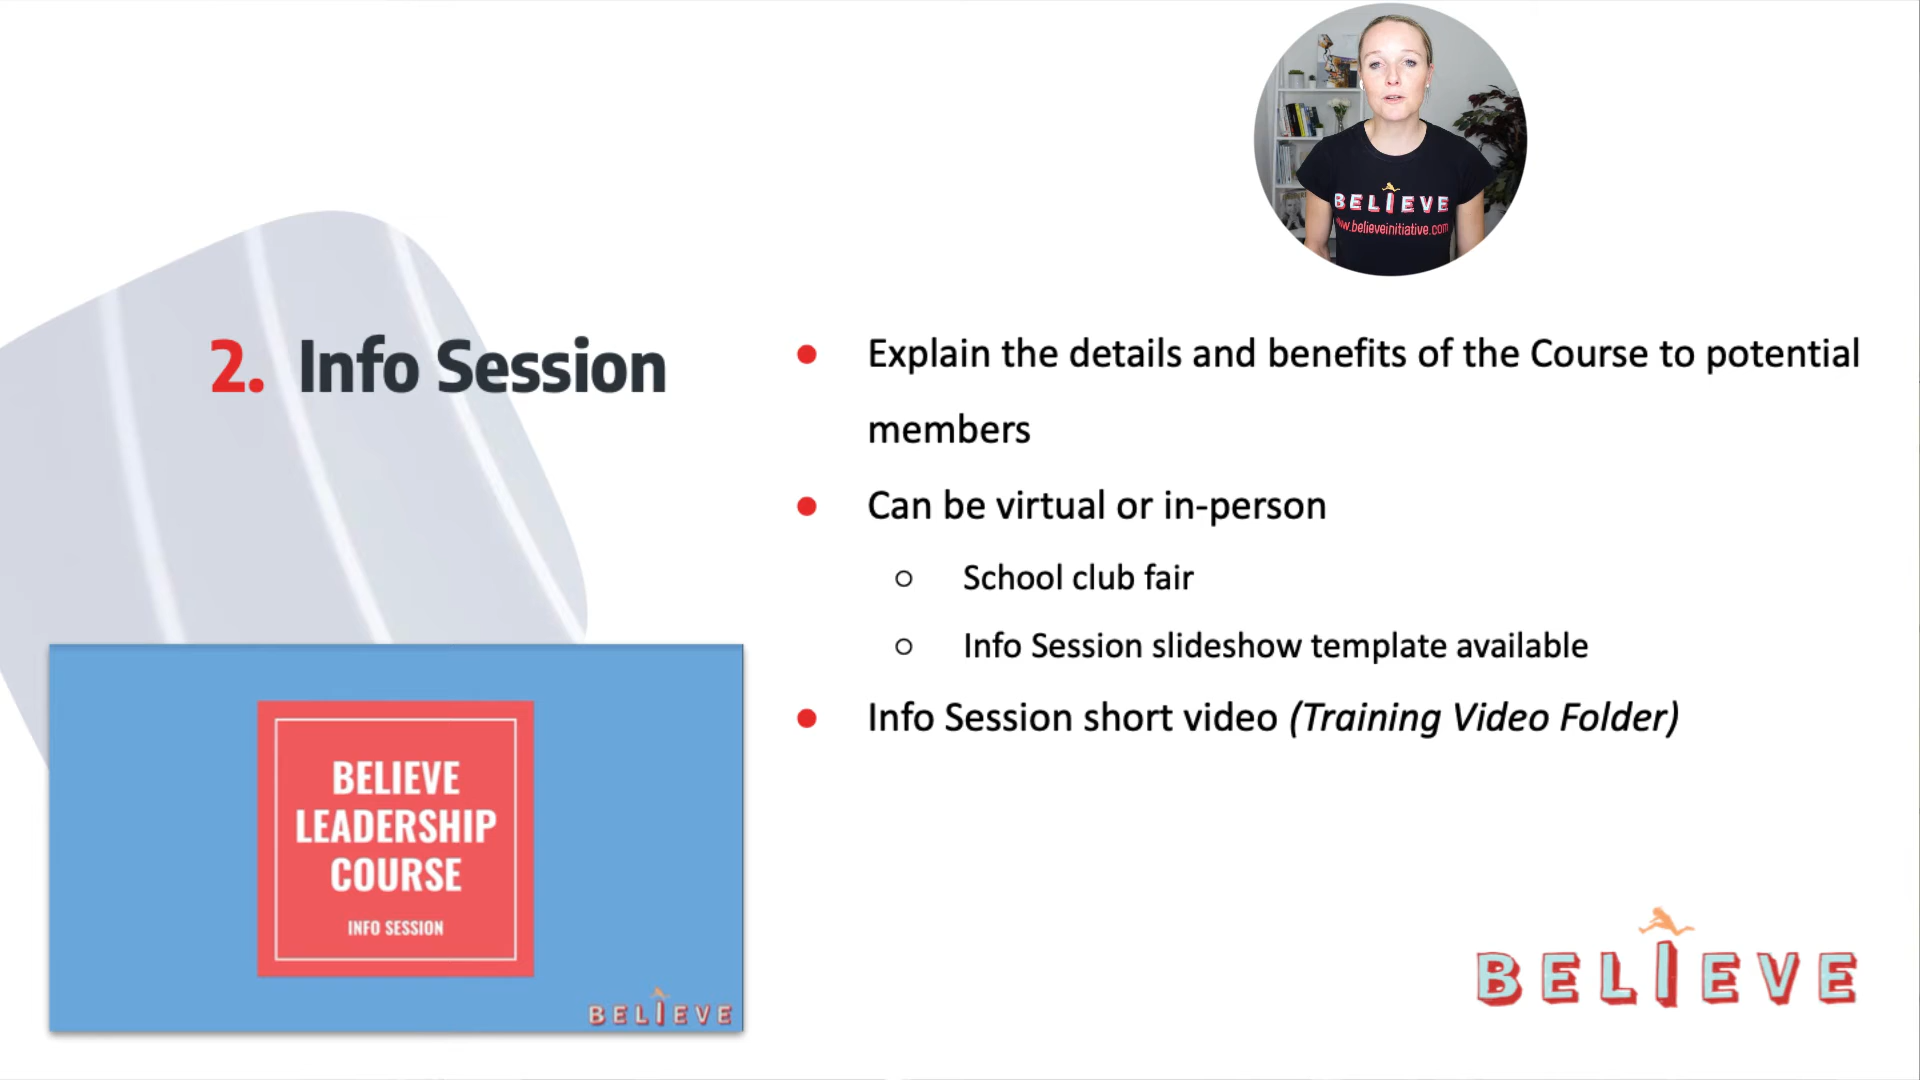 BELIEVE
www.believeinitiative.com
2. Info Session
● Explain the details and benefits of the Course to potential
members
● Can be virtual or in-person
○ School club fair
○ Info Session slideshow template available
● Info Session short video (Training Video Folder)
BELIEVE
LEADERSHIP
COURSE
INFO SESSION
BELIEVE
BELIEVE